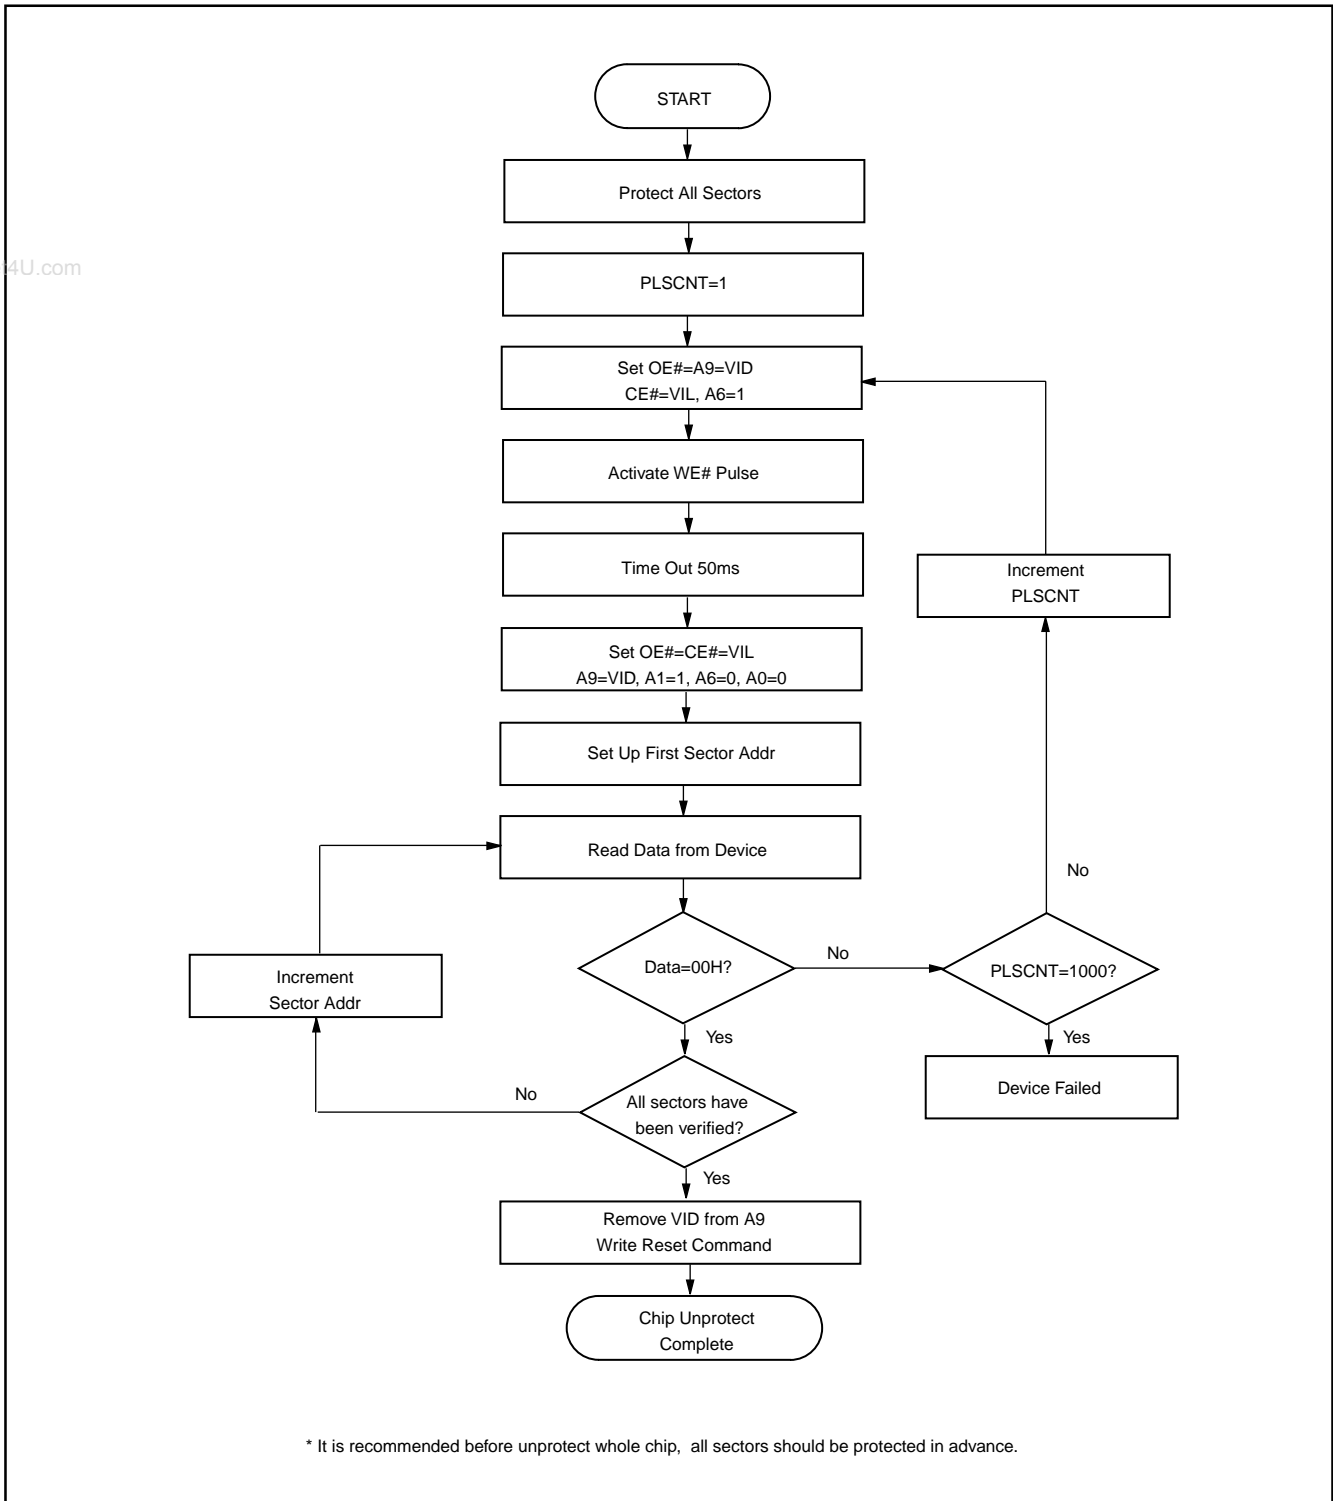 START
Protect All Sectors
4U.com
PLSCNT=1
Set OE#=A9=VID
CE#=VIL, A6=1
Activate WE# Pulse
Time Out 50ms
Increment
PLSCNT
Set OE#=CE#=VIL
A9=VID, A1=1, A6=0, A0=0
Set Up First Sector Addr
Read Data from Device
No
Data=00H?
No
PLSCNT=1000?
Increment
Sector Addr
Yes
Yes
Device Failed
No
All sectors have
been verified?
Yes
Remove VID from A9
Write Reset Command
Chip Unprotect
Complete
* It is recommended before unprotect whole chip, all sectors should be protected in advance.